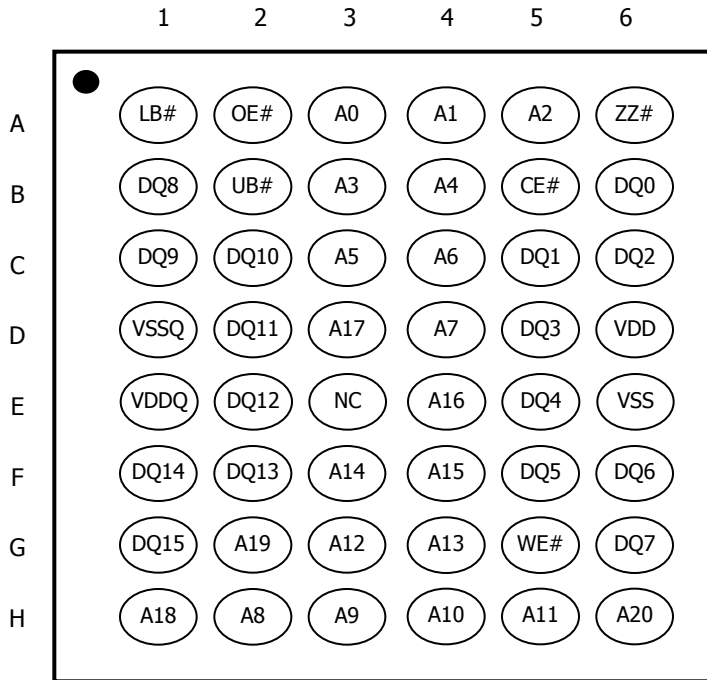 1 2 3 4 5 6
A LB# OE# A0 A1 A2 ZZ#
B DQ8 UB# A3 A4 CE# DQ0
C DQ9 DQ10 A5 A6 DQ1 DQ2
D VSSQ DQ11 A17 A7 DQ3 VDD
E VDDQ DQ12 NC A16 DQ4 VSS
F DQ14 DQ13 A14 A15 DQ5 DQ6
G DQ15 A19 A12 A13 WE# DQ7
H A18 A8 A9 A10 A11 A20